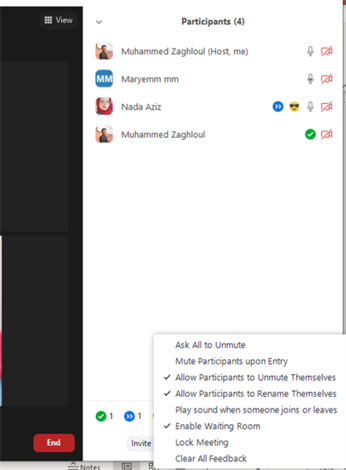 View
Participants (4)
Muhammed Zaghloul (Host, me)
MM Maryemm mm
Nada Aziz
Muhammed Zaghloul
Ask All to Unmute
Mute Participants upon Entry
Allow Participants to Unmute Themselves
Allow Participants to Rename Themselves
Play sound when someone joins or leaves
Enable Waiting Room
Lock Meeting
Clear All Feedback
1 1
End
Invite
Notes